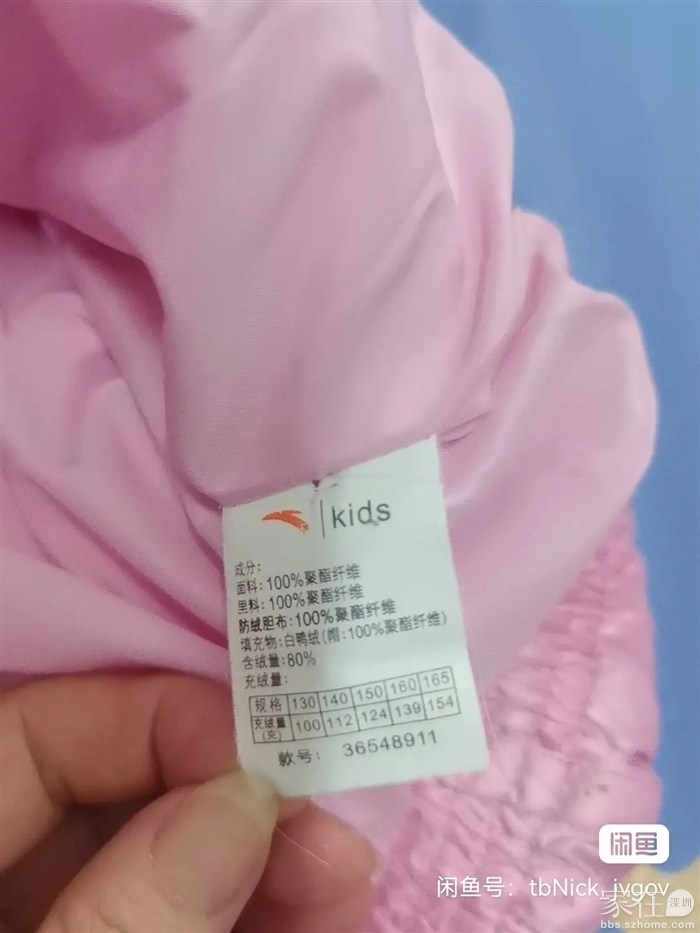 kids
成分:
面料: 100%聚酯纤维
里料: 100%聚酯纤维
防绒胆布: 100%聚酯纤维
填充物: 白鸭绒(帽: 100%聚酯纤维)
含绒量: 80%
充绒量:
规格 130 140 150 160 165
充绒量(克) 100 112 124 139 154
款号: 36548911
闲鱼
闲鱼号: tbNick_jvgov
家在 深圳
bbs.szhome.com